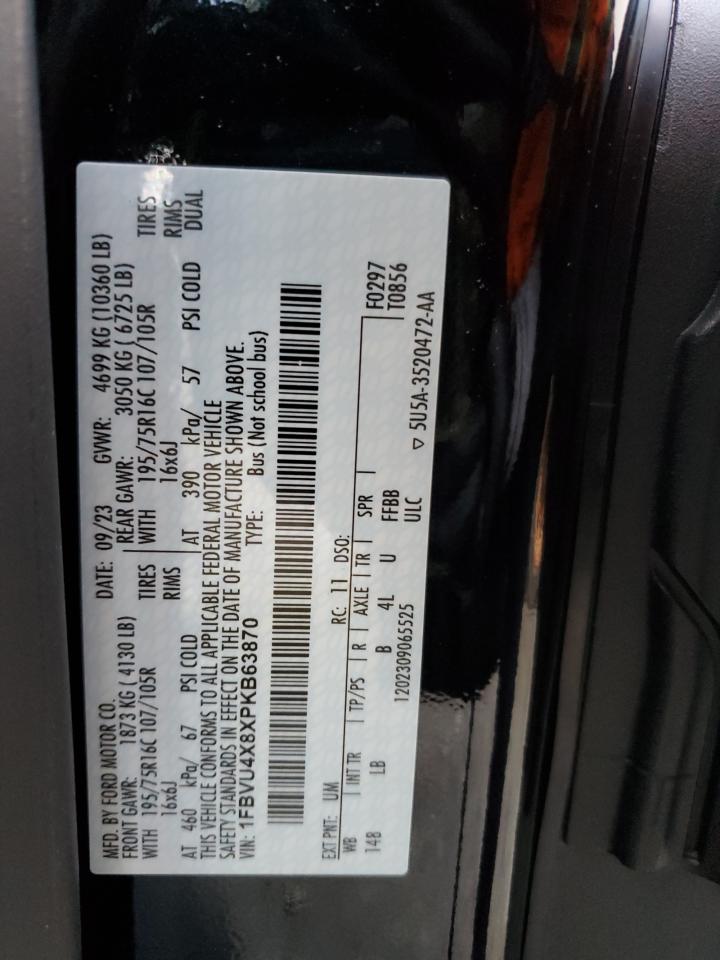 MFD. BY FORD MOTOR CO. DATE: 09/23 GVWR: 4699 KG (10360 LB)
FRONT GAWR: 1873 KG ( 4130 LB) REAR GAWR: 3050 KG ( 6725 LB)
WITH 195/75R16C 107/105R TIRES WITH 195/75R16C 107/105R TIRES
16x6J RIMS 16x6J RIMS
AT 460 kPa/ 67 PSI COLD AT 390 kPa/ 57 PSI COLD DUAL
THIS VEHICLE CONFORMS TO ALL APPLICABLE FEDERAL MOTOR VEHICLE
SAFETY STANDARDS IN EFFECT ON THE DATE OF MANUFACTURE SHOWN ABOVE.
VIN: 1FBVU4X8XPKB63870 TYPE: Bus (Not school bus)
EXT PNT: UM RC: 11 DSO: F0297
WB INT TR TP/PS R AXLE TR SPR T0856
148 LB B 4L U FFBB
1202309065525 ULC ▽ 5U5A-3520472-AA